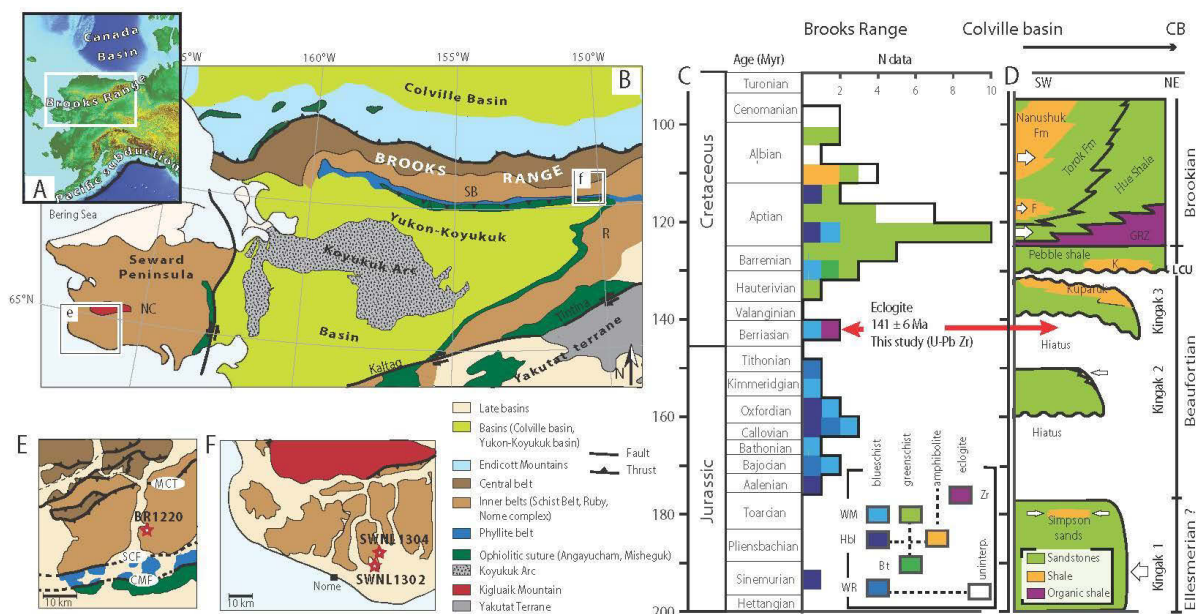 Brooks Range
Colville basin
CB
A
Canada
Basin
Brooks Range
Pacific subduction
5°W
160°W
155°W
150°W
B
Colville Basin
BROOKS
RANGE
SB
f
Bering Sea
Yukon-Koyukuk
R
Seward
Peninsula
Koyukuk Arc
NC
65°N
e
Basin
Tintina
Kaltag
Yakutat terrane
N
Late basins
Basins (Colville basin,
Yukon-Koyukuk basin)
Endicott Mountains
Central belt
Inner belts (Schist Belt, Ruby,
Nome complex)
Phyllite belt
Ophiolitic suture (Angayucham, Misheguk)
Koyukuk Arc
Kigluaik Mountain
Yakutat Terrane
Fault
Thrust
E
MCT
BR1220
SCF
CMF
10 km
F
SWNL1304
SWNL1302
Nome
10 km
C
Age (Myr)
N data
0 2 4 6 8 10
Cretaceous
Jurassic
100
120
140
160
180
200
Turonian
Cenomanian
Albian
Aptian
Barremian
Hauterivian
Valanginian
Berriasian
Tithonian
Kimmeridgian
Oxfordian
Callovian
Bathonian
Bajocian
Aalenian
Toarcian
Pliensbachian
Sinemurian
Hettangian
Eclogite
141 ± 6 Ma
This study (U-Pb Zr)
blueschist
greenschist
amphibolite
eclogite
Zr
WM
Hbl
Bt
WR
uninterp.
D
SW
NE
Nanushuk
Fm
Torok Fm
Hue Shale
F
GRZ
Pebble shale
K
LCU
Kuparuk
Hiatus
Kingak 3
Kingak 2
Hiatus
Simpson
sands
Kingak 1
Sandstones
Shale
Organic shale
Brookian
Beaufortian
Ellesmerian ?